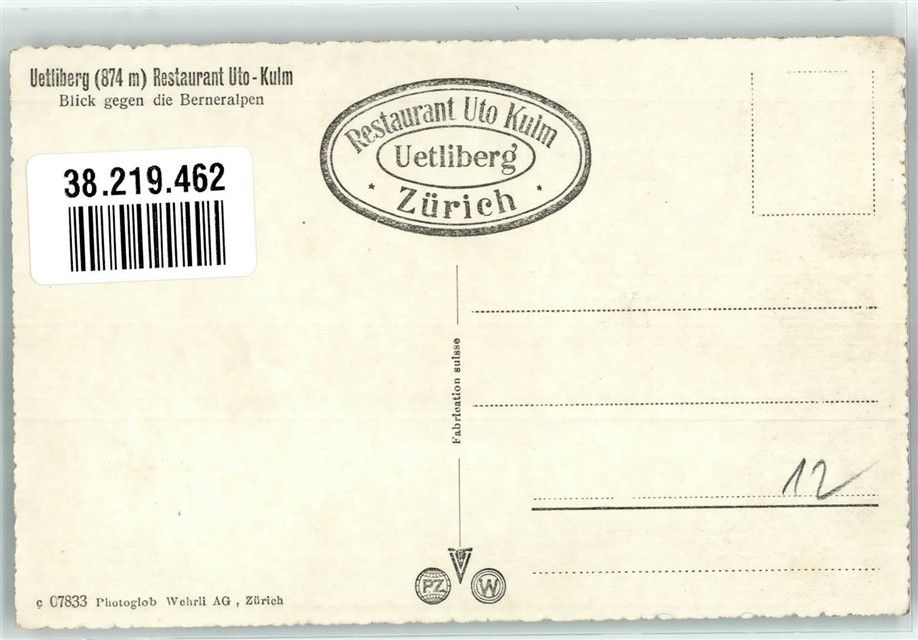 Uetliberg (874 m) Restaurant Uto-Kulm
Blick gegen die Berneralpen
38.219.462
Restaurant Uto Kulm
Uetliberg
Zürich
Fabrication suisse
12
PZ
W
c 07833 Photoglob Wehrli AG, Zürich